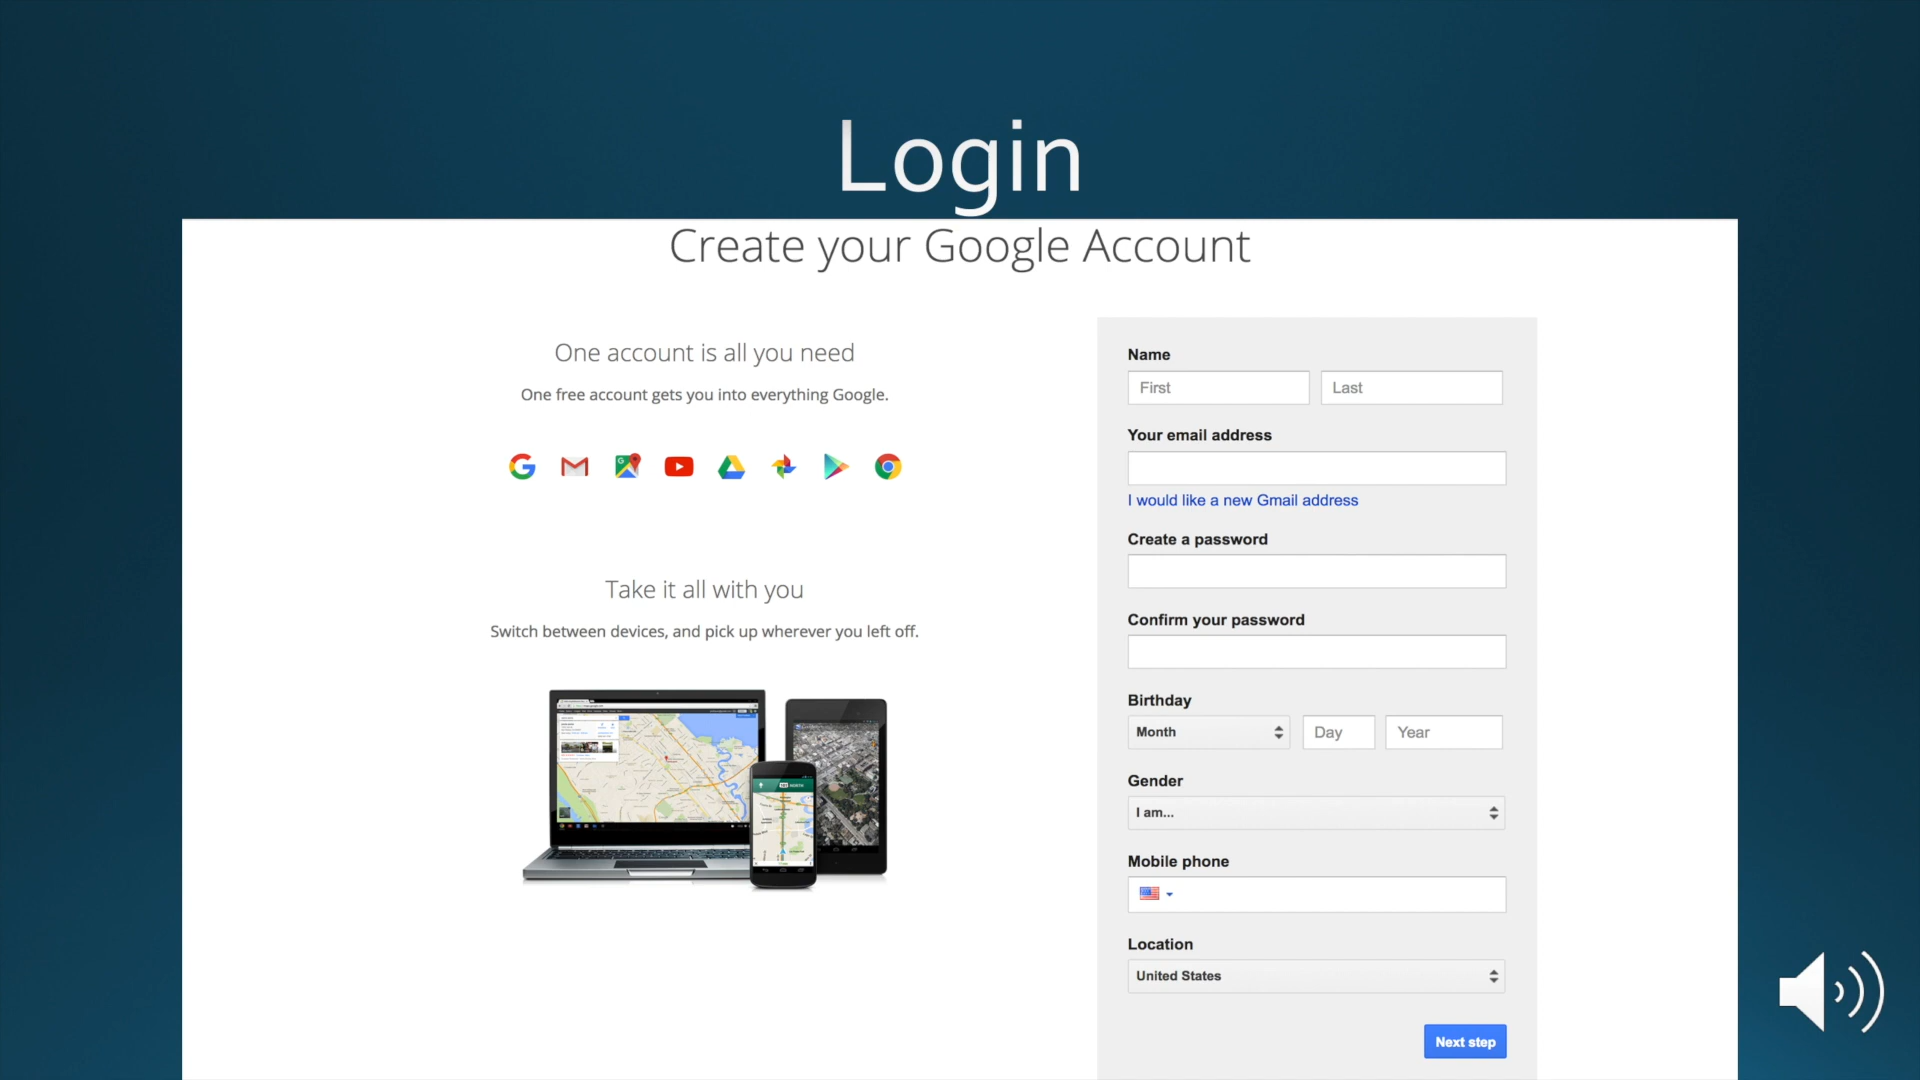 Login
Create your Google Account
One account is all you need
One free account gets you into everything Google.
Take it all with you
Switch between devices, and pick up wherever you left off.
Name
First
Last
Your email address
I would like a new Gmail address
Create a password
Confirm your password
Birthday
Month
Day
Year
Gender
I am...
Mobile phone
Location
United States
Next step